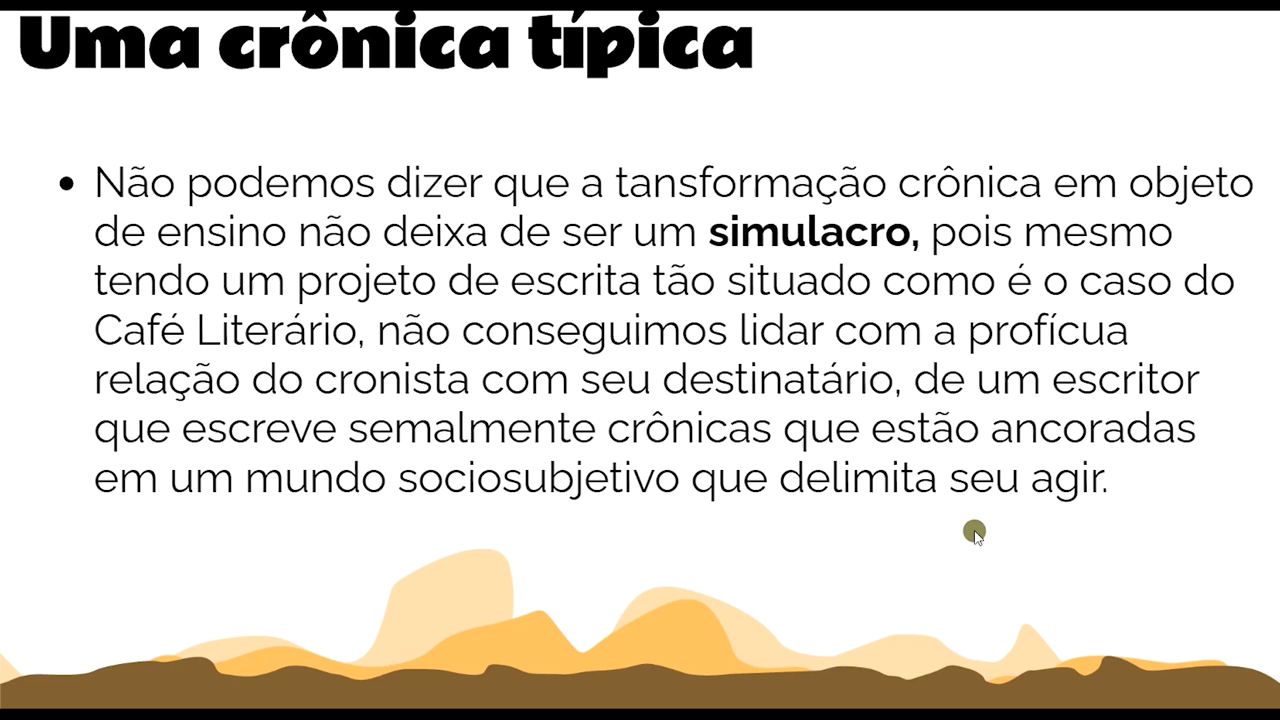 Uma crônica típica
• Não podemos dizer que a tansformação crônica em objeto
de ensino não deixa de ser um simulacro, pois mesmo
tendo um projeto de escrita tão situado como é o caso do
Café Literário, não conseguimos lidar com a profícua
relação do cronista com seu destinatário, de um escritor
que escreve semalmente crônicas que estão ancoradas
em um mundo sociosubjetivo que delimita seu agir.